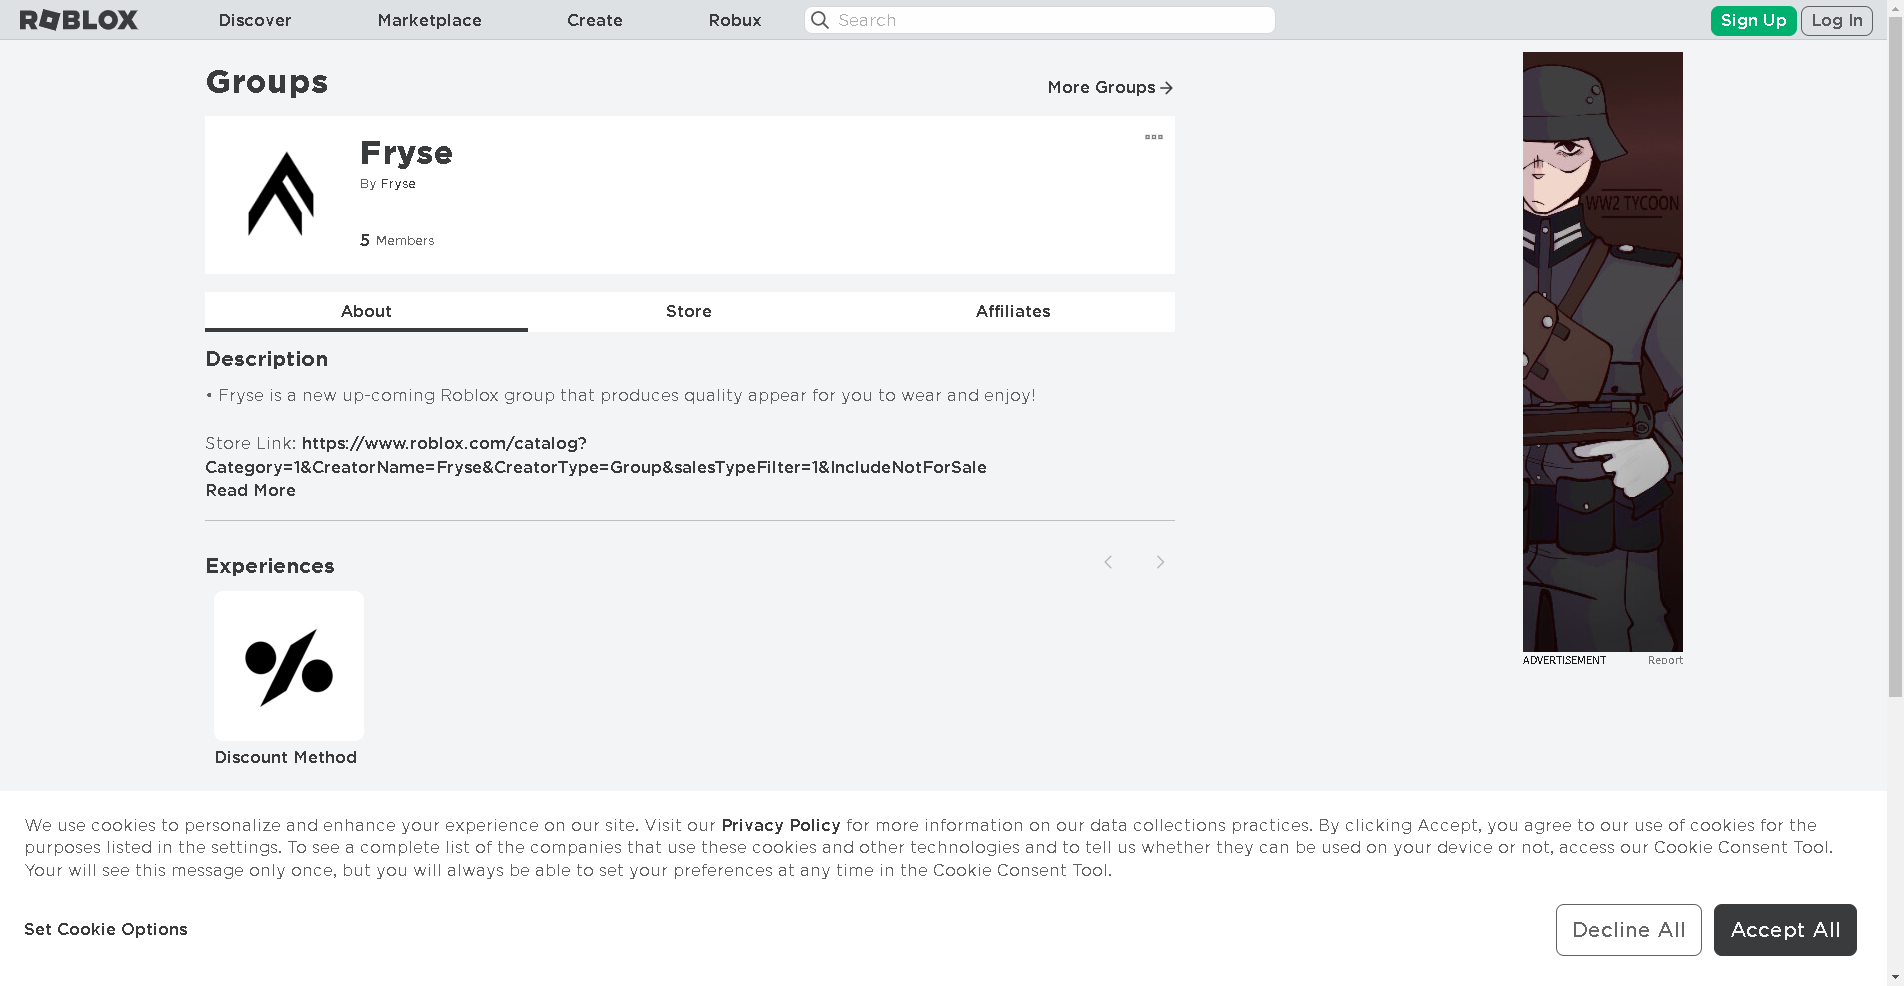 ROBLOX Discover Marketplace Create Robux Search Sign Up Log In
Groups
More Groups
Fryse
By Fryse
5 Members
About Store Affiliates
Description
• Fryse is a new up-coming Roblox group that produces quality appear for you to wear and enjoy!
Store Link: https://www.roblox.com/catalog?
Category=1&CreatorName=Fryse&CreatorType=Group&salesTypeFilter=1&IncludeNotForSale
Read More
Experiences
Discount Method
WW2 TYCOON
ADVERTISEMENT Report
We use cookies to personalize and enhance your experience on our site. Visit our Privacy Policy for more information on our data collections practices. By clicking Accept, you agree to our use of cookies for the
purposes listed in the settings. To see a complete list of the companies that use these cookies and other technologies and to tell us whether they can be used on your device or not, access our Cookie Consent Tool.
Your will see this message only once, but you will always be able to set your preferences at any time in the Cookie Consent Tool.
Set Cookie Options
Decline All Accept All